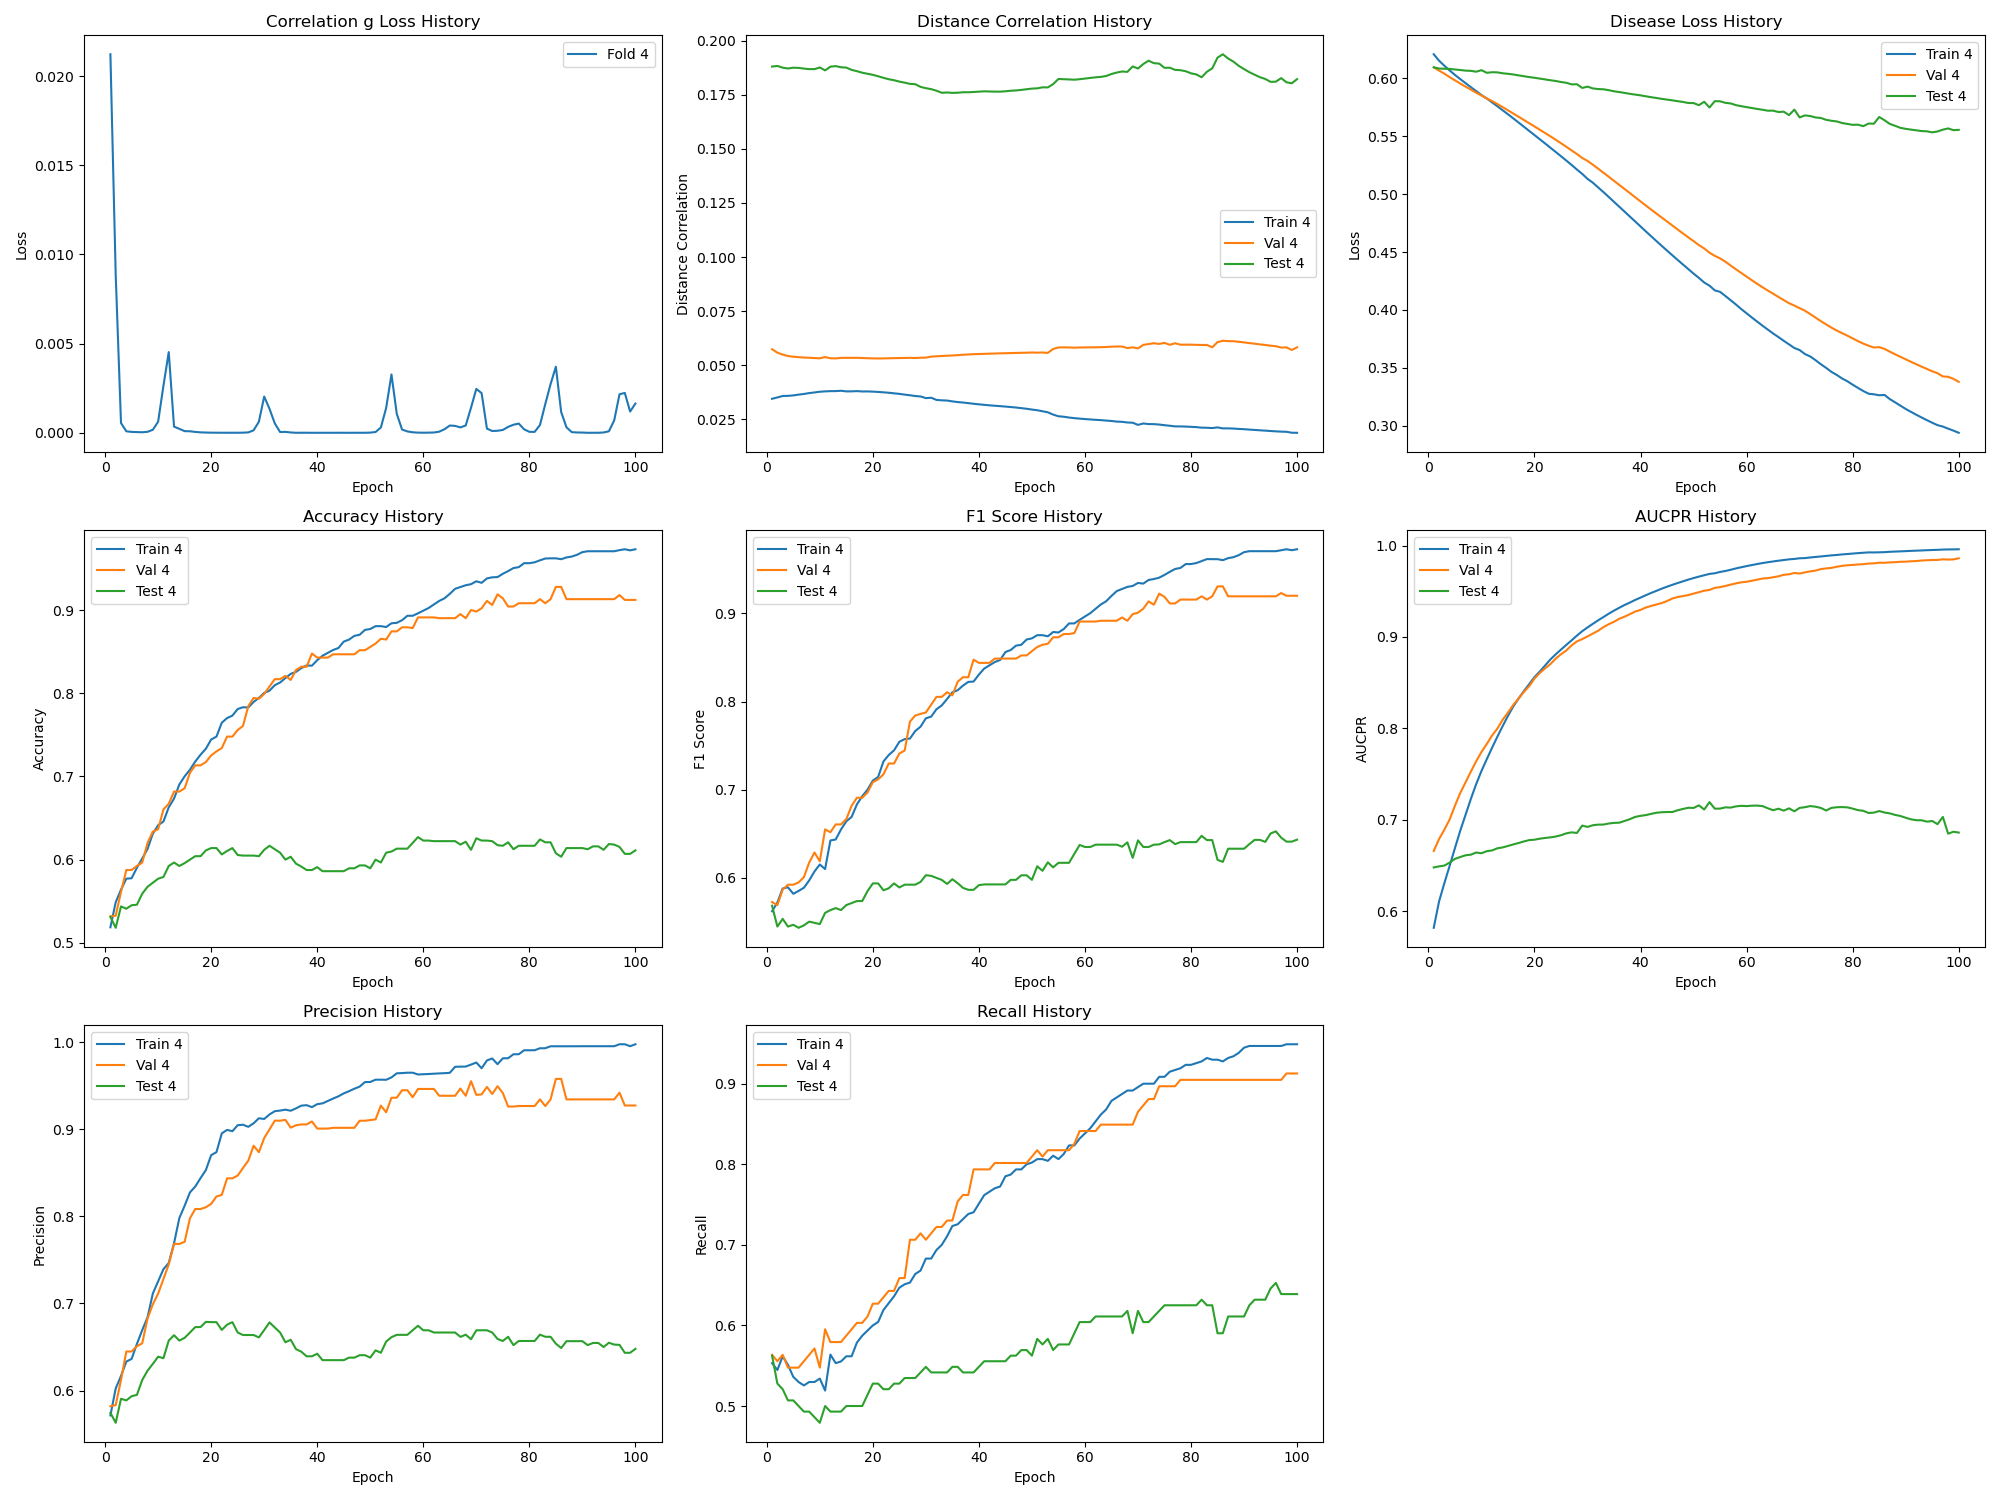 Correlation g Loss History
Fold 4
0.020
0.015
0.010
0.005
0.000
Loss
0 20 40 60 80 100
Epoch
Distance Correlation History
0.200
0.175
0.150
0.125
0.100
0.075
0.050
0.025
Distance Correlation
Train 4
Val 4
Test 4
0 20 40 60 80 100
Epoch
Disease Loss History
Train 4
Val 4
Test 4
0.60
0.55
0.50
0.45
0.40
0.35
0.30
Loss
0 20 40 60 80 100
Epoch
Accuracy History
Train 4
Val 4
Test 4
0.9
0.8
0.7
0.6
0.5
Accuracy
0 20 40 60 80 100
Epoch
F1 Score History
Train 4
Val 4
Test 4
0.9
0.8
0.7
0.6
F1 Score
0 20 40 60 80 100
Epoch
AUCPR History
Train 4
Val 4
Test 4
1.0
0.9
0.8
0.7
0.6
AUCPR
0 20 40 60 80 100
Epoch
Precision History
Train 4
Val 4
Test 4
1.0
0.9
0.8
0.7
0.6
Precision
0 20 40 60 80 100
Epoch
Recall History
Train 4
Val 4
Test 4
0.9
0.8
0.7
0.6
0.5
Recall
0 20 40 60 80 100
Epoch